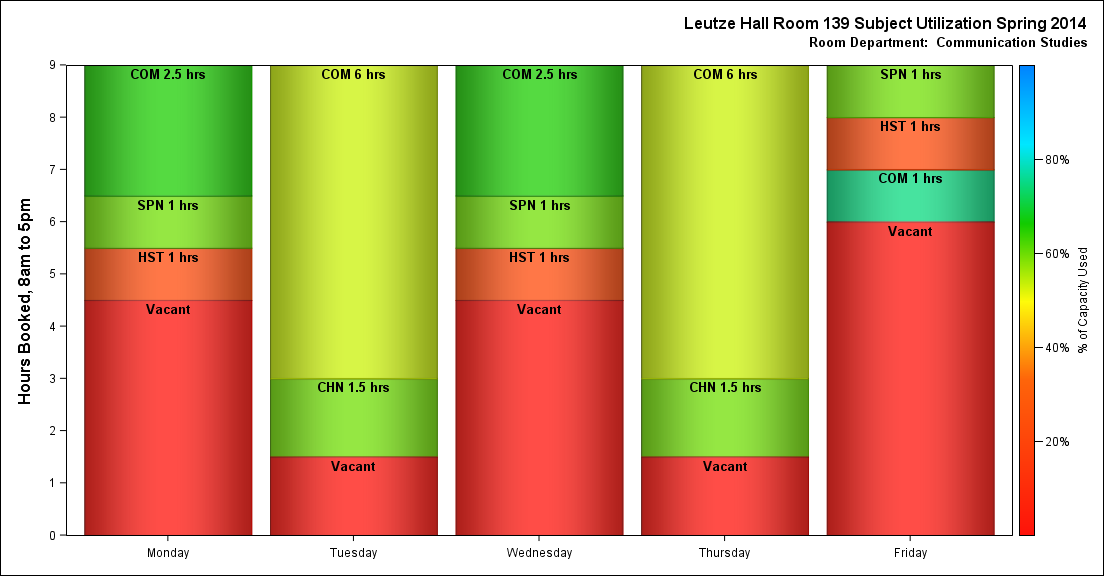 Leutze Hall Room 139 Subject Utilization Spring 2014
Room Department:  Communication Studies
Hours Booked, 8am to 5pm
9
8
7
6
5
4
3
2
1
0
COM 2.5 hrs
SPN 1 hrs
HST 1 hrs
Vacant
COM 6 hrs
CHN 1.5 hrs
Vacant
COM 2.5 hrs
SPN 1 hrs
HST 1 hrs
Vacant
COM 6 hrs
CHN 1.5 hrs
Vacant
SPN 1 hrs
HST 1 hrs
COM 1 hrs
Vacant
Monday
Tuesday
Wednesday
Thursday
Friday
80%
60%
40%
20%
% of Capacity Used